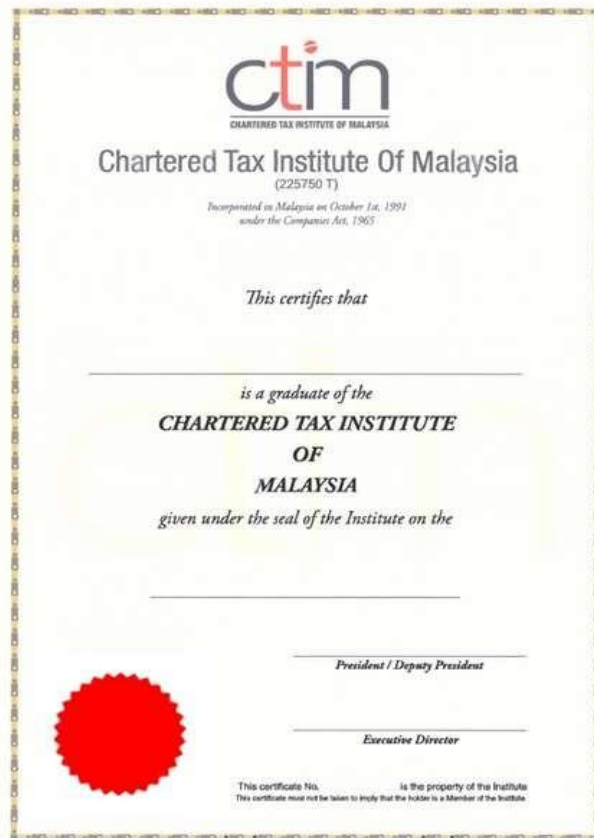 ctim
CHARTERED TAX INSTITUTE OF MALAYSIA
Chartered Tax Institute Of Malaysia
(225750 T)
Incorporated in Malaysia on October 1st, 1991
under the Companies Act, 1965
This certifies that
is a graduate of the
CHARTERED TAX INSTITUTE
OF
MALAYSIA
given under the seal of the Institute on the
President / Deputy President
Executive Director
This certificate No. is the property of the Institute
This certificate must not be taken to imply that the holder is a Member of the Institute.